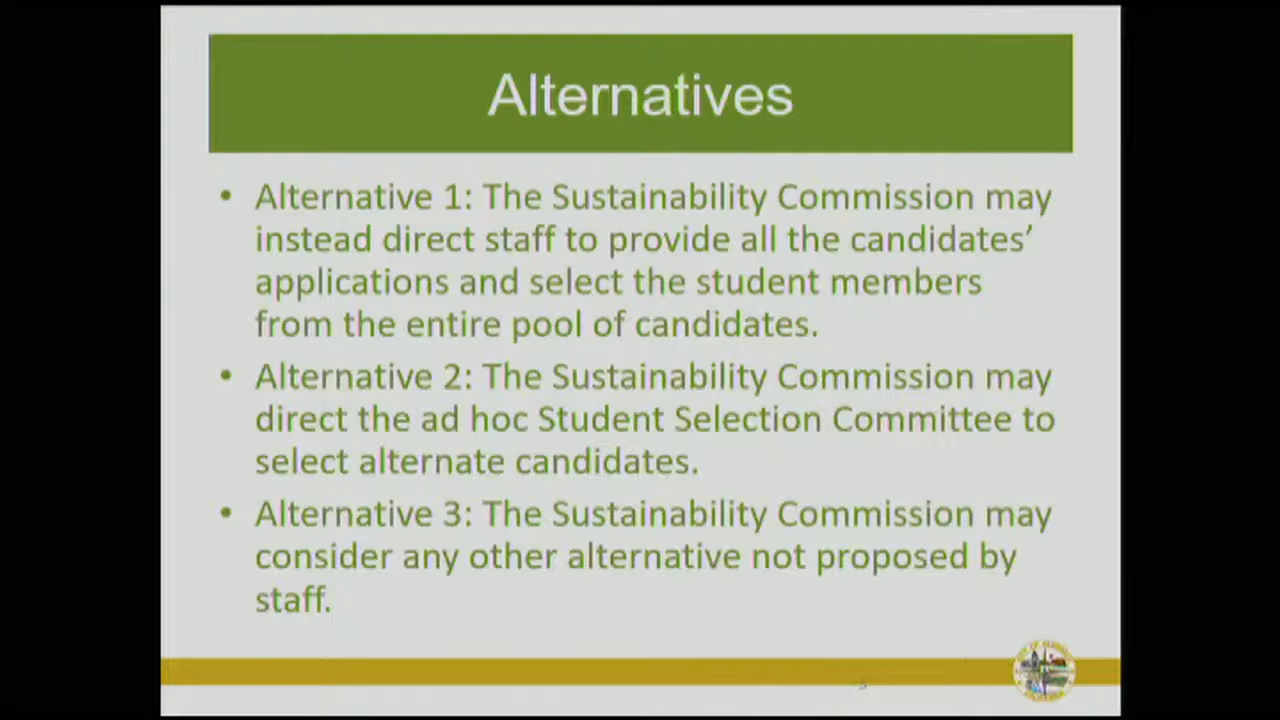 Alternatives
• Alternative 1: The Sustainability Commission may
instead direct staff to provide all the candidates’
applications and select the student members
from the entire pool of candidates.
• Alternative 2: The Sustainability Commission may
direct the ad hoc Student Selection Committee to
select alternate candidates.
• Alternative 3: The Sustainability Commission may
consider any other alternative not proposed by
staff.